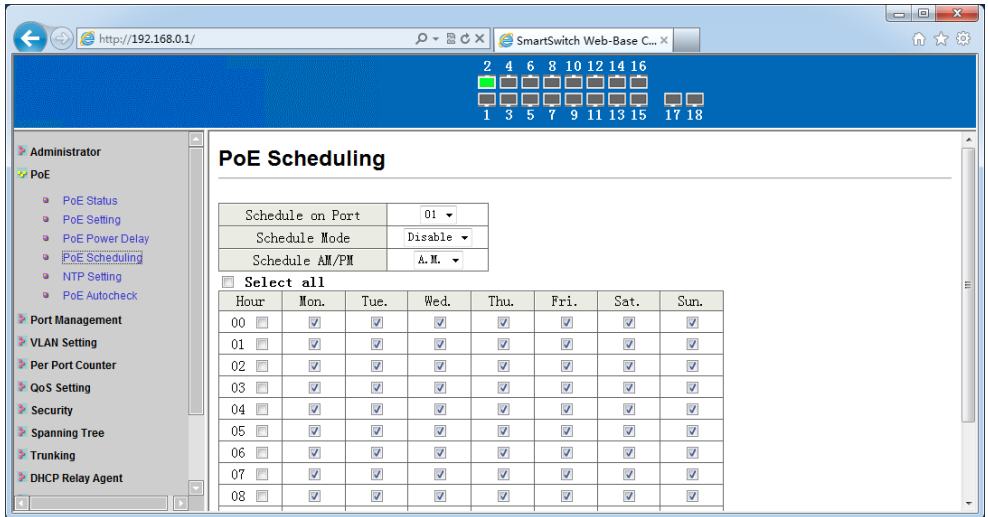 http://192.168.0.1/
SmartSwitch Web-Base C...
2 4 6 8 10 12 14 16
1 3 5 7 9 11 13 15 17 18
Administrator
PoE
PoE Status
PoE Setting
PoE Power Delay
PoE Scheduling
NTP Setting
PoE Autocheck
Port Management
VLAN Setting
Per Port Counter
QoS Setting
Security
Spanning Tree
Trunking
DHCP Relay Agent
PoE Scheduling
Schedule on Port 01
Schedule Mode Disable
Schedule AM/PM A.M.
Select all
Hour Mon. Tue. Wed. Thu. Fri. Sat. Sun.
00
01
02
03
04
05
06
07
08